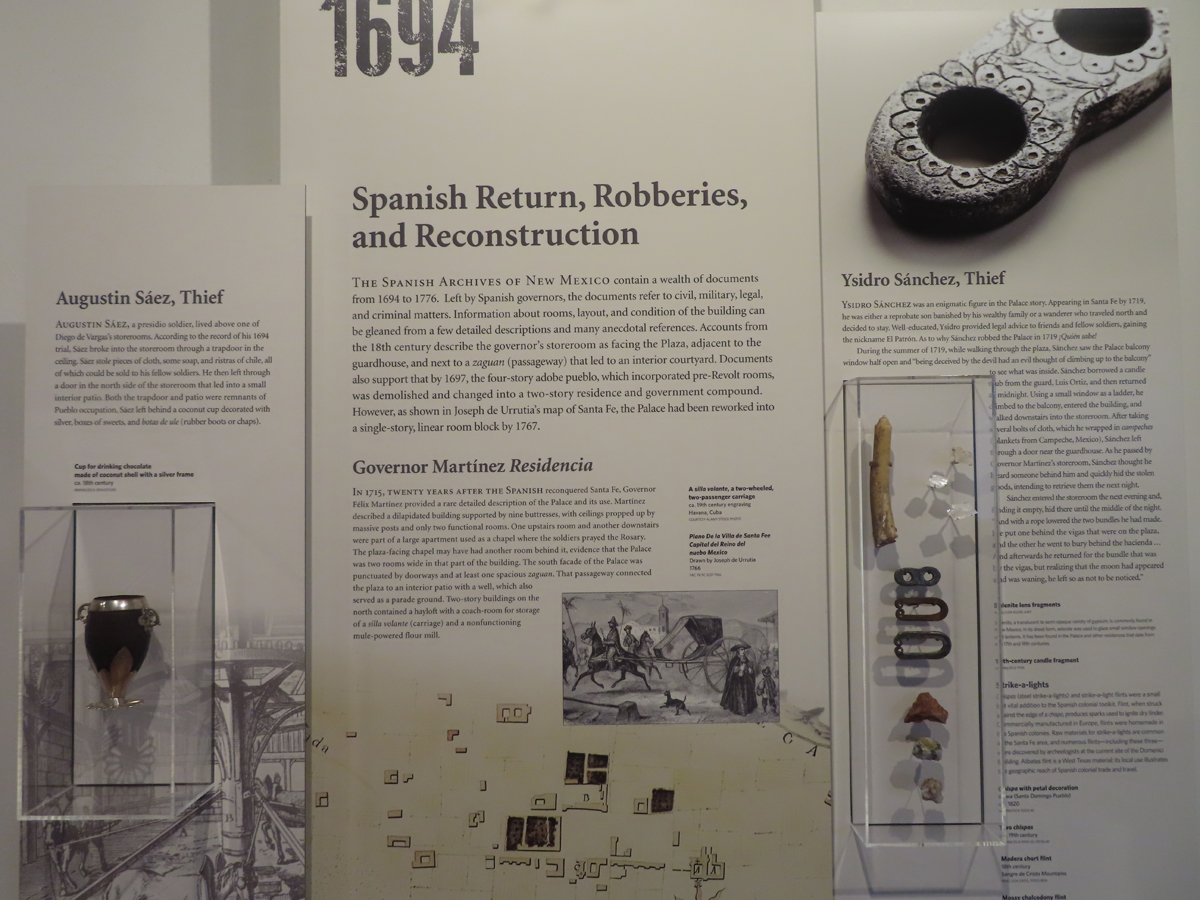 1694
Augustin Sáez, Thief
AUGUSTIN SÁEZ, a presidio soldier, lived above one of
Diego de Vargas's storerooms. According to the record of his 1694
trial, Sáez broke into the storeroom through a trapdoor in the
ceiling. Sáez stole pieces of cloth, some soap, and ristras of chile, all
of which could be sold to his fellow soldiers. He then left through
a door in the north side of the storeroom that led into a small
interior patio. Both the trapdoor and patio were remnants of
Pueblo occupation. Sáez left behind a coconut cup decorated with
silver, boxes of sweets, and botas de ule (rubber boots or chaps).
Cup for drinking chocolate
made of coconut shell with a silver frame
ca. 18th century
Spanish Return, Robberies,
and Reconstruction
THE SPANISH ARCHIVES OF NEW MEXICO contain a wealth of documents
from 1694 to 1776. Left by Spanish governors, the documents refer to civil, military, legal,
and criminal matters. Information about rooms, layout, and condition of the building can
be gleaned from a few detailed descriptions and many anecdotal references. Accounts from
the 18th century describe the governor's storeroom as facing the Plaza, adjacent to the
guardhouse, and next to a zaguan (passageway) that led to an interior courtyard. Documents
also support that by 1697, the four-story adobe pueblo, which incorporated pre-Revolt rooms,
was demolished and changed into a two-story residence and government compound.
However, as shown in Joseph de Urrutia's map of Santa Fe, the Palace had been reworked into
a single-story, linear room block by 1767.
Governor Martínez Residencia
IN 1715, TWENTY YEARS AFTER THE SPANISH reconquered Santa Fe, Governor
Félix Martínez provided a rare detailed description of the Palace and its use. Martínez
described a dilapidated building supported by nine buttresses, with ceilings propped up by
massive posts and only two functional rooms. One upstairs room and another downstairs
were part of a large apartment used as a chapel where the soldiers prayed the Rosary.
The plaza-facing chapel may have had another room behind it, evidence that the Palace
was two rooms wide in that part of the building. The south facade of the Palace was
punctuated by doorways and at least one spacious zaguan. That passageway connected
the plaza to an interior patio with a well, which also
served as a parade ground. Two-story buildings on the
north contained a hayloft with a coach-room for storage
of a silla volante (carriage) and a nonfunctioning
mule-powered flour mill.
A silla volante, a two-wheeled,
two-passenger carriage
ca. 19th century engraving
Havana, Cuba
Plano De la Villa de Santa Fee
Capital del Reino del
nuebo Mexico
Drawn by Joseph de Urrutia
1766
B
C A
Ysidro Sánchez, Thief
YSIDRO SÁNCHEZ was an enigmatic figure in the Palace story. Appearing in Santa Fe by 1719,
he was either a reprobate son banished by his wealthy family or a wanderer who traveled north and
decided to stay. Well-educated, Ysidro provided legal advice to friends and fellow soldiers, gaining
the nickname El Patrón. As to why Sánchez robbed the Palace in 1719 ¿Quién sabe?
During the summer of 1719, while walking through the plaza, Sánchez saw the Palace balcony
window half open and "being deceived by the devil had an evil thought of climbing up to the balcony"
to see what was inside. Sánchez borrowed a candle
from the guard, Luis Ortiz, and then returned
midnight. Using a small window as a ladder, he
to the balcony, entered the building, and
downstairs into the storeroom. After taking
bolts of cloth, which he wrapped in campeches
blankets from Campeche, Mexico), Sánchez left
through a door near the guardhouse. As he passed by
Governor Martínez's storeroom, Sánchez thought he
heard someone behind him and quickly hid the stolen
goods, intending to retrieve them the next night.
Sánchez entered the storeroom the next evening and,
it empty, hid there until the middle of the night.
And with a rope lowered the two bundles he had made.
He put one behind the vigas that were on the plaza,
and the other he went to bury behind the hacienda ...
and afterwards he returned for the bundle that was
by the vigas, but realizing that the moon had appeared
and was waning, he left so as not to be noticed."
lens fragments
candle fragment
strike-a-lights
with petal decoration
(Santo Domingo Pueblo)
1820
chispas
century
Madera chert flint
Sangre de Cristo Mountains
chalcedony flint